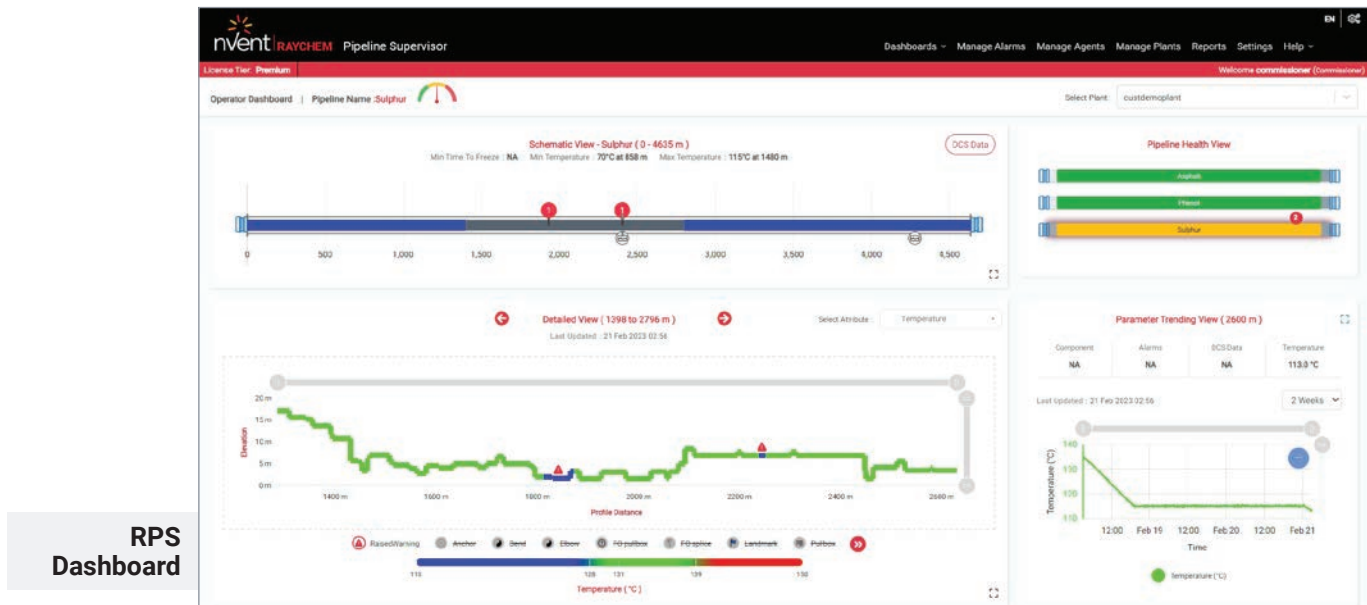 EN
nvent RAYCHEM Pipeline Supervisor
Dashboards Manage Alarms Manage Agents Manage Plants Reports Settings Help
License Tier: Premium
Welcome commissioner (Commissioner)
Operator Dashboard | Pipeline Name :Sulphur
Select Plant: custdemoplant
Schematic View - Sulphur ( 0 - 4635 m )
Min Time To Freeze : NA Min Temperature : 70°C at 858 m Max Temperature : 115°C at 1480 m
DCS Data
1 1
0 500 1,000 1,500 2,000 2,500 3,000 3,500 4,000 4,500
Pipeline Health View
Asphalt
Phenol
Sulphur
Detailed View ( 1398 to 2796 m )
Last Updated : 21 Feb 2023 02:56
Select Attribute : Temperature
Elevation
20 m
15 m
10 m
5 m
0 m
1400 m 1600 m 1800 m 2000 m 2200 m 2400 m 2600 m
Profile Distance
RaisedWarning Anchor Bend Elbow FO pullbox FO splice Landmark Pullbox
115 128 131 139 150
Temperature ( °C )
Parameter Trending View ( 2600 m )
Component Alarms DCS Data Temperature
NA NA NA 113.0 °C
Last Updated : 21 Feb 2023 02:56
2 Weeks
Temperature (°C)
140
130
120
110
12:00 Feb 19 12:00 Feb 20 12:00 Feb 21
Time
Temperature (°C)
RPS
Dashboard